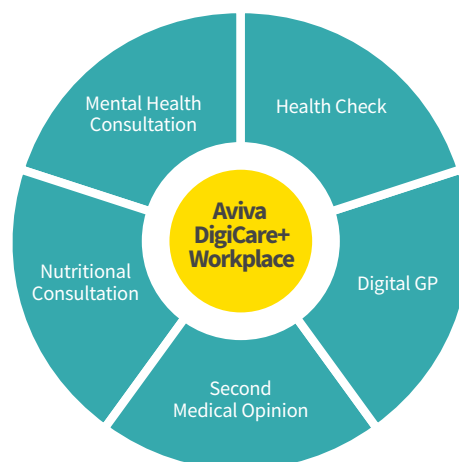 Mental Health
Consultation
Health Check
Aviva
DigiCare+
Workplace
Nutritional
Consultation
Digital GP
Second
Medical Opinion